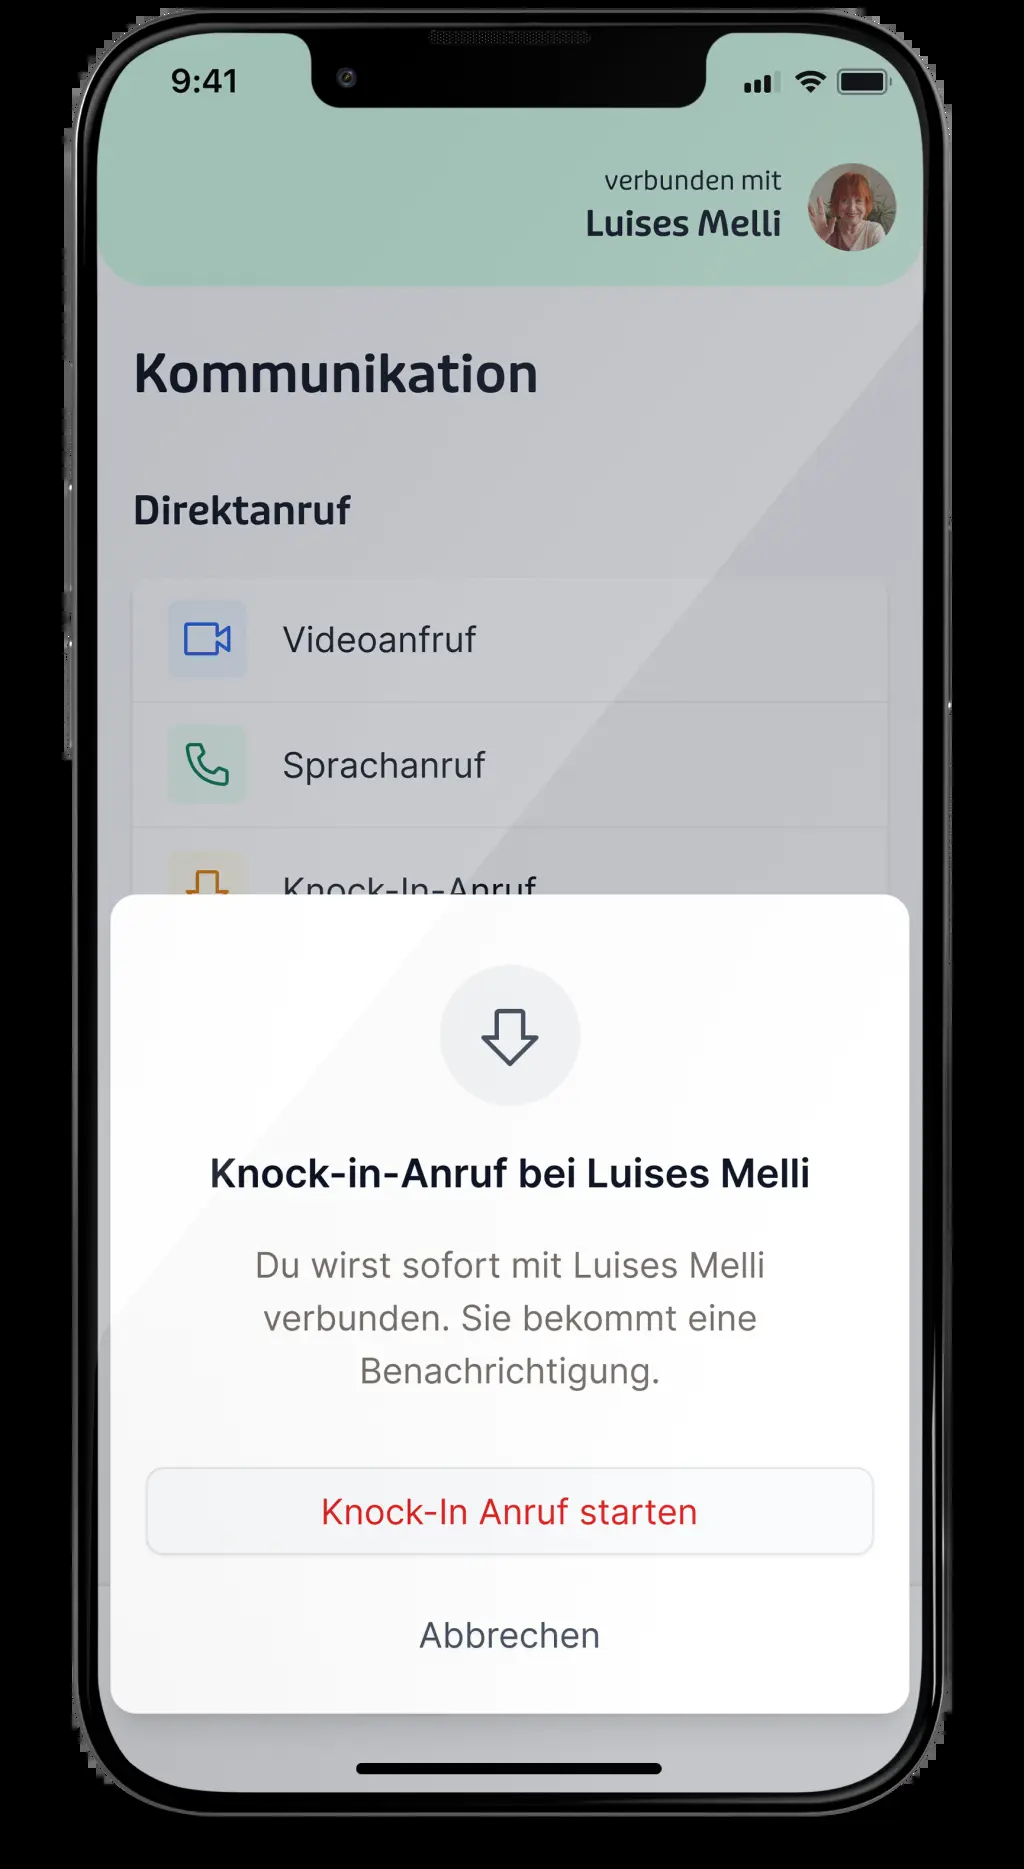 9:41
verbunden mit
Luises Melli
Kommunikation
Direktanruf
Videoanfruf
Sprachanruf
Knock-In-Anruf
Knock-in-Anruf bei Luises Melli
Du wirst sofort mit Luises Melli
verbunden. Sie bekommt eine
Benachrichtigung.
Knock-In Anruf starten
Abbrechen